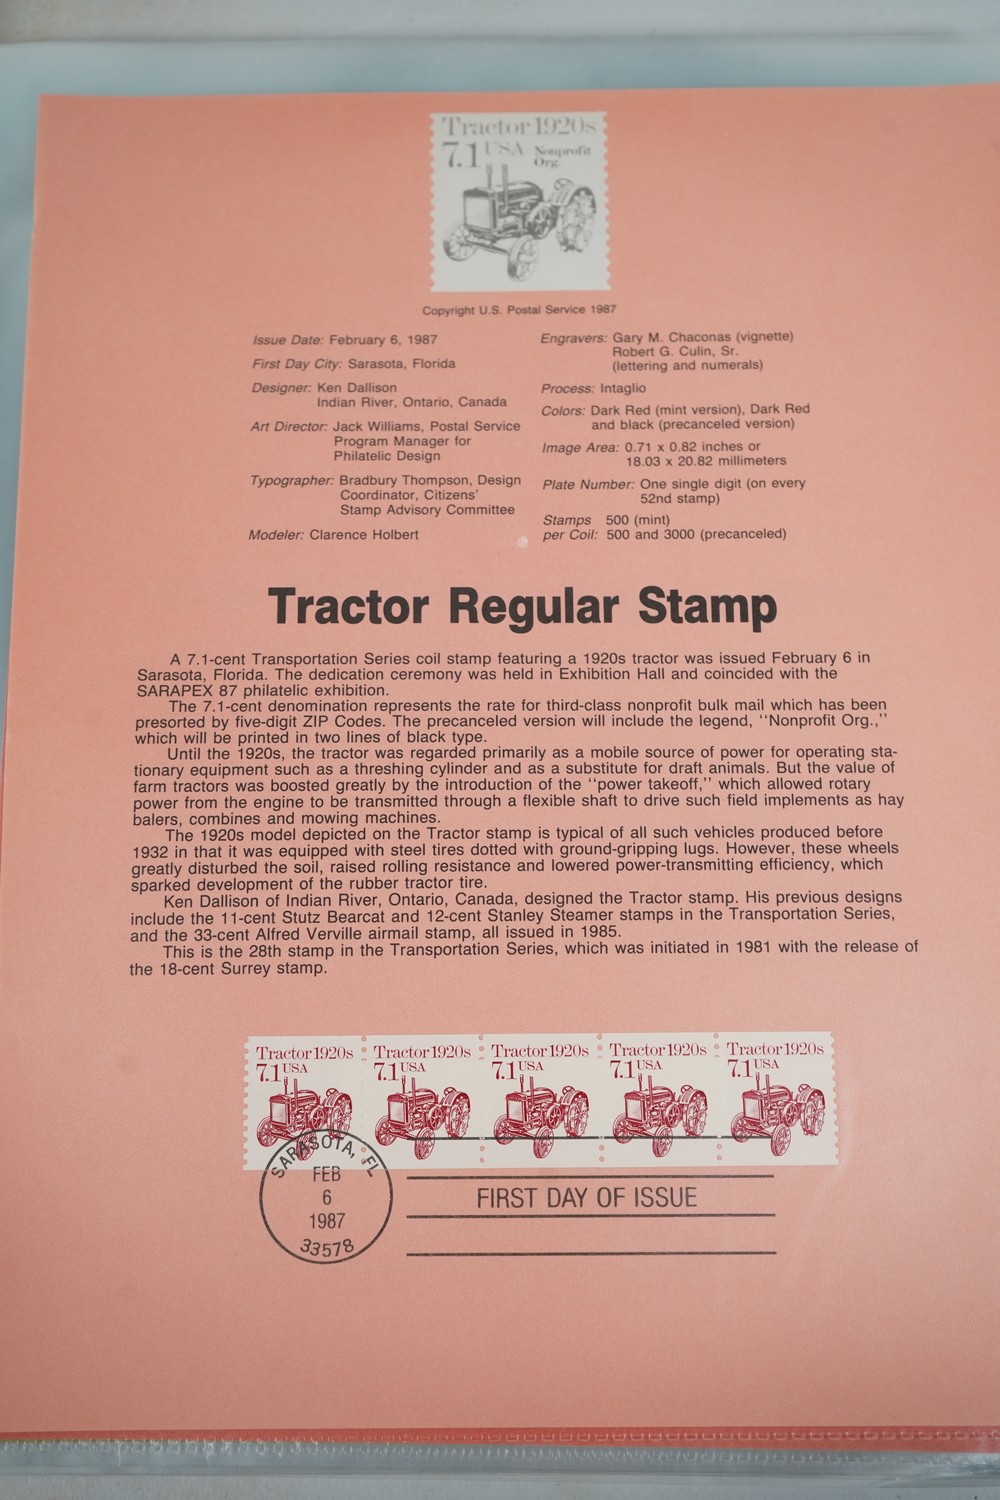 Tractor 1920s
7.1 USA Nonprofit
Org.
Copyright U.S. Postal Service 1987
Issue Date: February 6, 1987
First Day City: Sarasota, Florida
Designer: Ken Dallison
Indian River, Ontario, Canada
Art Director: Jack Williams, Postal Service
Program Manager for
Philatelic Design
Typographer: Bradbury Thompson, Design
Coordinator, Citizens'
Stamp Advisory Committee
Modeler: Clarence Holbert
Engravers: Gary M. Chaconas (vignette)
Robert G. Culin, Sr.
(lettering and numerals)
Process: Intaglio
Colors: Dark Red (mint version), Dark Red
and black (precanceled version)
Image Area: 0.71 x 0.82 inches or
18.03 x 20.82 millimeters
Plate Number: One single digit (on every
52nd stamp)
Stamps 500 (mint)
per Coil: 500 and 3000 (precanceled)
Tractor Regular Stamp
A 7.1-cent Transportation Series coil stamp featuring a 1920s tractor was issued February 6 in
Sarasota, Florida. The dedication ceremony was held in Exhibition Hall and coincided with the
SARAPEX 87 philatelic exhibition.
The 7.1-cent denomination represents the rate for third-class nonprofit bulk mail which has been
presorted by five-digit ZIP Codes. The precanceled version will include the legend, ''Nonprofit Org.,''
which will be printed in two lines of black type.
Until the 1920s, the tractor was regarded primarily as a mobile source of power for operating sta-
tionary equipment such as a threshing cylinder and as a substitute for draft animals. But the value of
farm tractors was boosted greatly by the introduction of the ''power takeoff,'' which allowed rotary
power from the engine to be transmitted through a flexible shaft to drive such field implements as hay
balers, combines and mowing machines.
The 1920s model depicted on the Tractor stamp is typical of all such vehicles produced before
1932 in that it was equipped with steel tires dotted with ground-gripping lugs. However, these wheels
greatly disturbed the soil, raised rolling resistance and lowered power-transmitting efficiency, which
sparked development of the rubber tractor tire.
Ken Dallison of Indian River, Ontario, Canada, designed the Tractor stamp. His previous designs
include the 11-cent Stutz Bearcat and 12-cent Stanley Steamer stamps in the Transportation Series,
and the 33-cent Alfred Verville airmail stamp, all issued in 1985.
This is the 28th stamp in the Transportation Series, which was initiated in 1981 with the release of
the 18-cent Surrey stamp.
Tractor 1920s Tractor 1920s Tractor 1920s Tractor 1920s Tractor 1920s
7.1 USA 7.1 USA 7.1 USA 7.1 USA 7.1 USA
SARASOTA, FL
FEB
6
1987
33578
FIRST DAY OF ISSUE